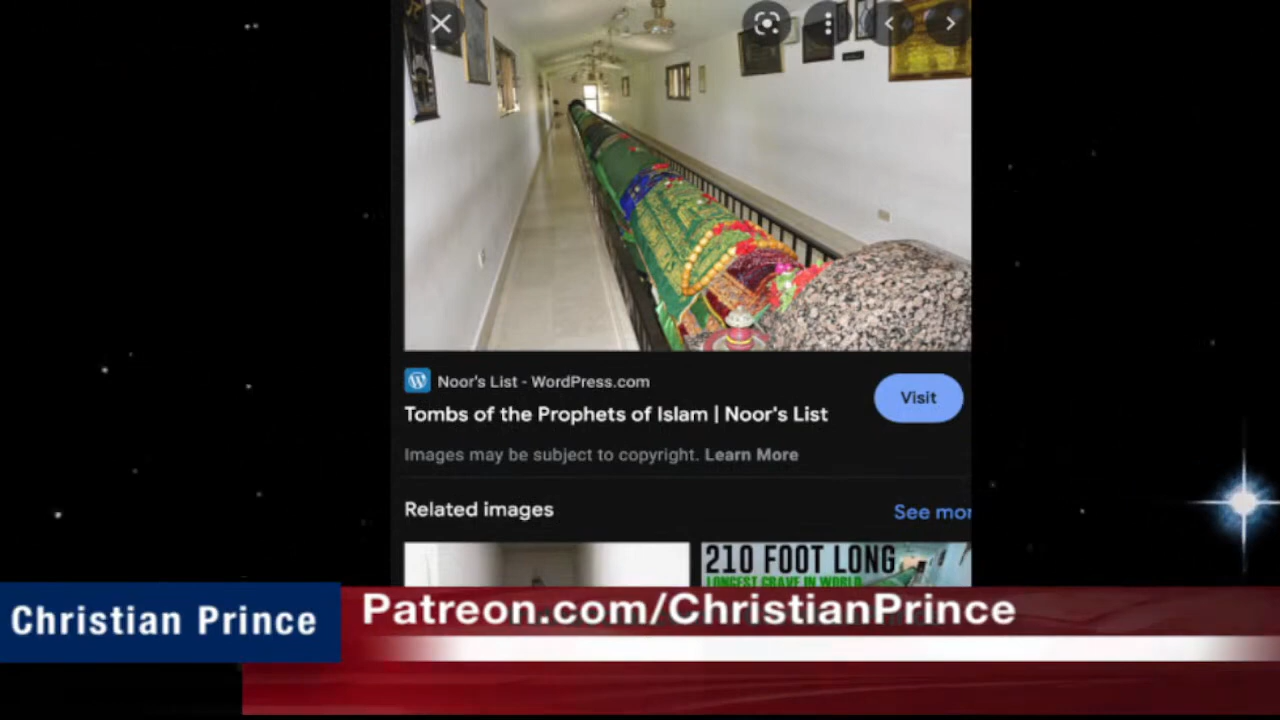 Noor's List - WordPress.com
Visit
Tombs of the Prophets of Islam | Noor's List
Images may be subject to copyright. Learn More
Related images
See mor
210 FOOT LONG
LONGEST GRAVE IN WORLD
Christian Prince
Patreon.com/ChristianPrince